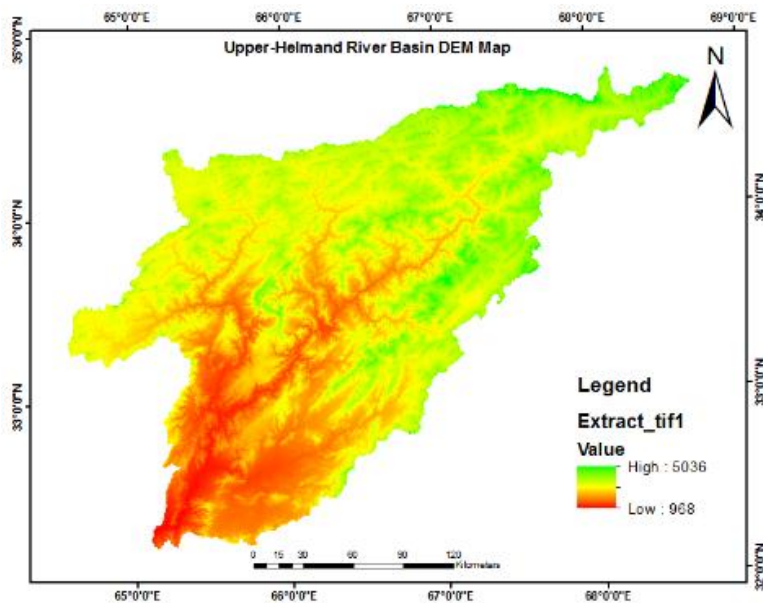 65°0'0"E 66°0'0"E 67°0'0"E 68°0'0"E 69°0'0"E
Upper-Helmand River Basin DEM Map
N
35°0'0"N
34°0'0"N
34°0'0"N
33°0'0"N
33°0'0"N
32°0'0"N
Legend
Extract_tif1
Value
High : 5036
Low : 968
0 15 30 60 90 120
Kilometers
65°0'0"E 66°0'0"E 67°0'0"E 68°0'0"E